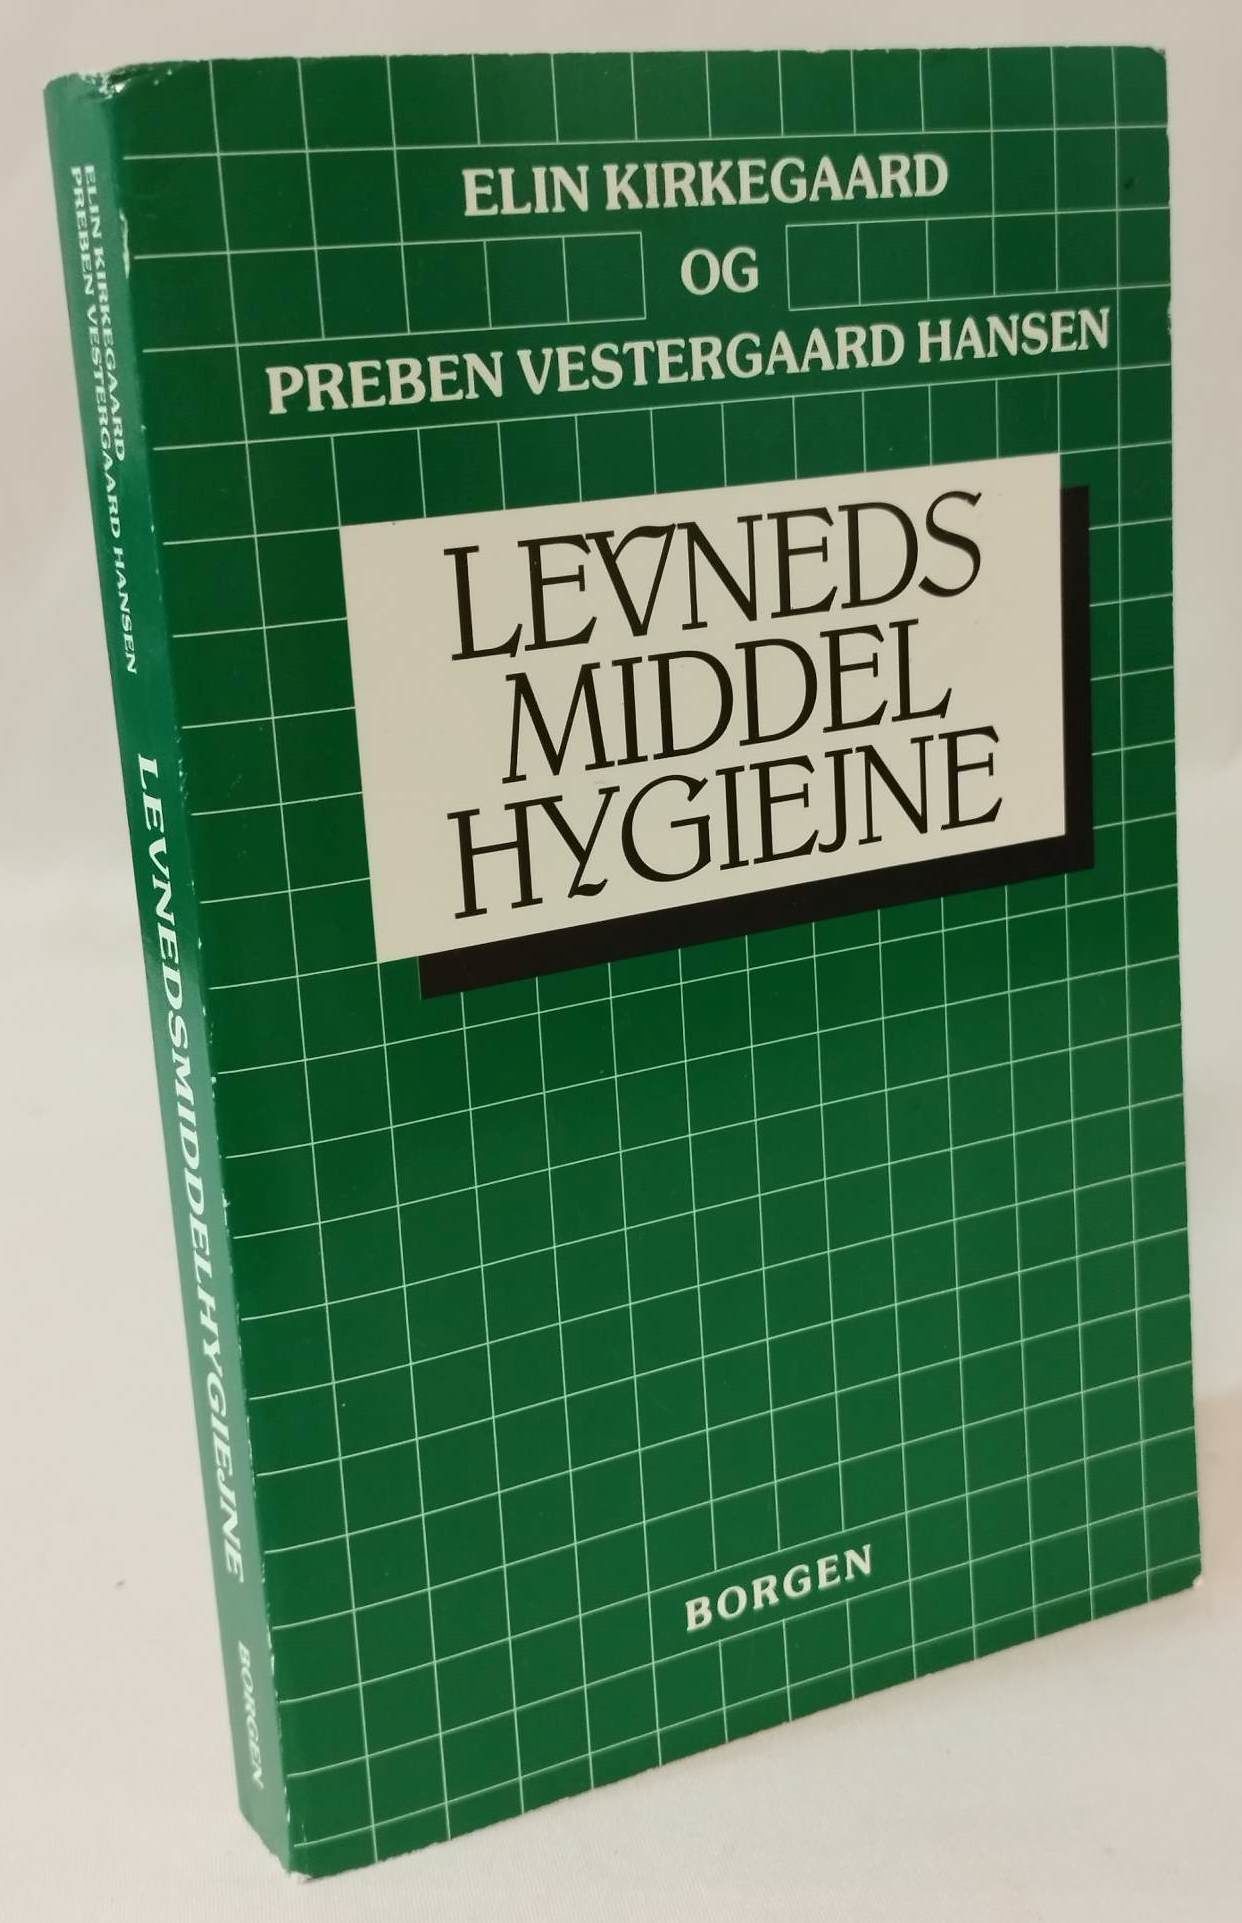 ELIN KIRKEGAARD
OG
PREBEN VESTERGAARD HANSEN
LEVNEDS
MIDDEL
HYGIEJNE
BORGEN
ELIN KIRKEGAARD
PREBEN VESTERGAARD HANSEN
LEVNEDSMIDDELHYGIEJNE
BORGEN